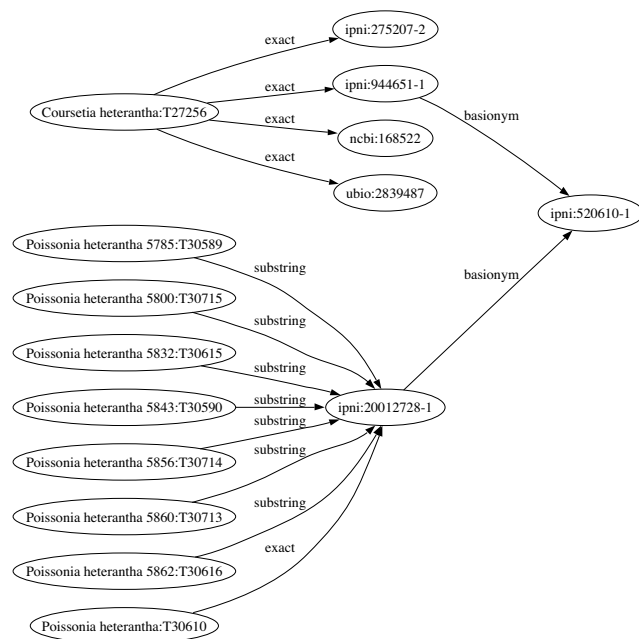 ipni:275207-2
exact
exact
ipni:944651-1
Coursetia heterantha:T27256
basionym
exact
ncbi:168522
exact
ubio:2839487
ipni:520610-1
Poissonia heterantha 5785:T30589
substring
basionym
Poissonia heterantha 5800:T30715
substring
Poissonia heterantha 5832:T30615
substring
Poissonia heterantha 5843:T30590
substring
ipni:20012728-1
substring
Poissonia heterantha 5856:T30714
substring
Poissonia heterantha 5860:T30713
substring
Poissonia heterantha 5862:T30616
exact
Poissonia heterantha:T30610